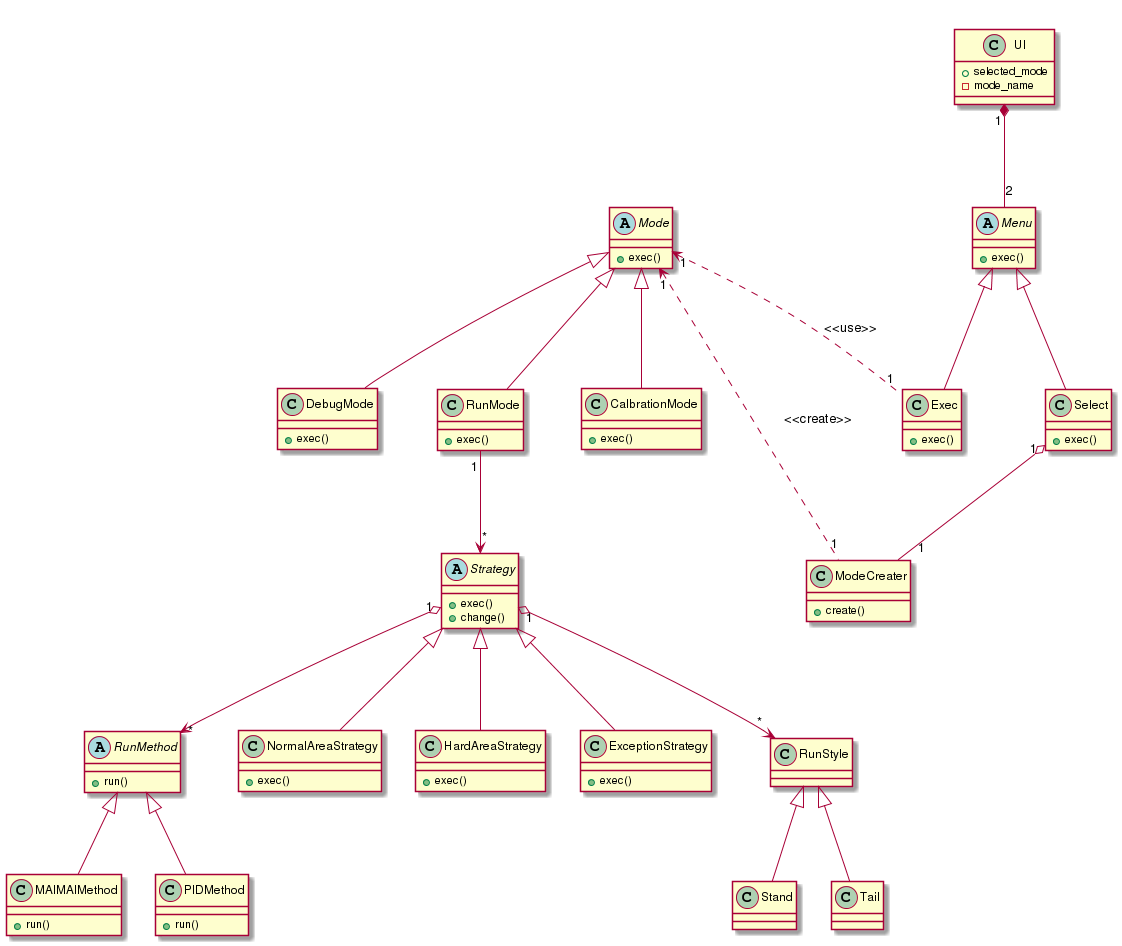 C UI
selected_mode
mode_name
1
2
A Mode
exec()
A Menu
exec()
1
1
<<use>>
1
<<create>>
C DebugMode
exec()
C RunMode
exec()
C CalbrationMode
exec()
C Exec
exec()
C Select
exec()
1
1
1
1
*
A Strategy
exec()
change()
C ModeCreater
create()
1
1
*
*
A RunMethod
run()
C NormalAreaStrategy
exec()
C HardAreaStrategy
exec()
C ExceptionStrategy
exec()
C RunStyle
C MAIMAIMethod
run()
C PIDMethod
run()
C Stand
C Tail